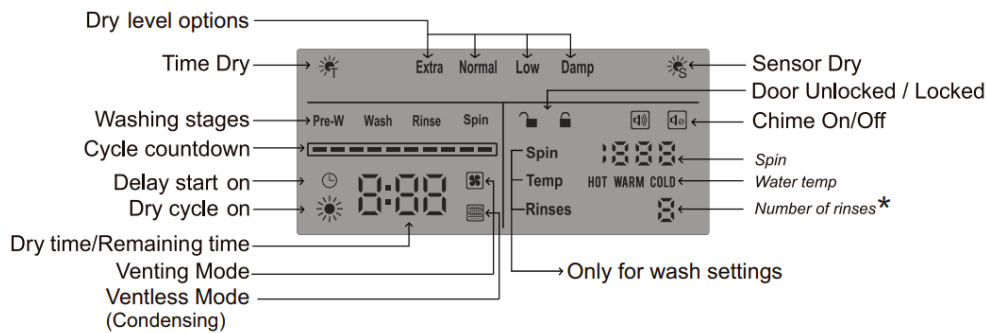 Dry level options
Time Dry
T
Extra Normal Low Damp
S
Sensor Dry
Door Unlocked / Locked
Washing stages
Pre-W Wash Rinse Spin
Chime On/Off
Cycle countdown
Spin
1888
Spin
Delay start on
8:88
Temp
HOT WARM COLD
Water temp
Dry cycle on
Rinses
8
Number of rinses*
Dry time/Remaining time
Venting Mode
Only for wash settings
Ventless Mode
(Condensing)